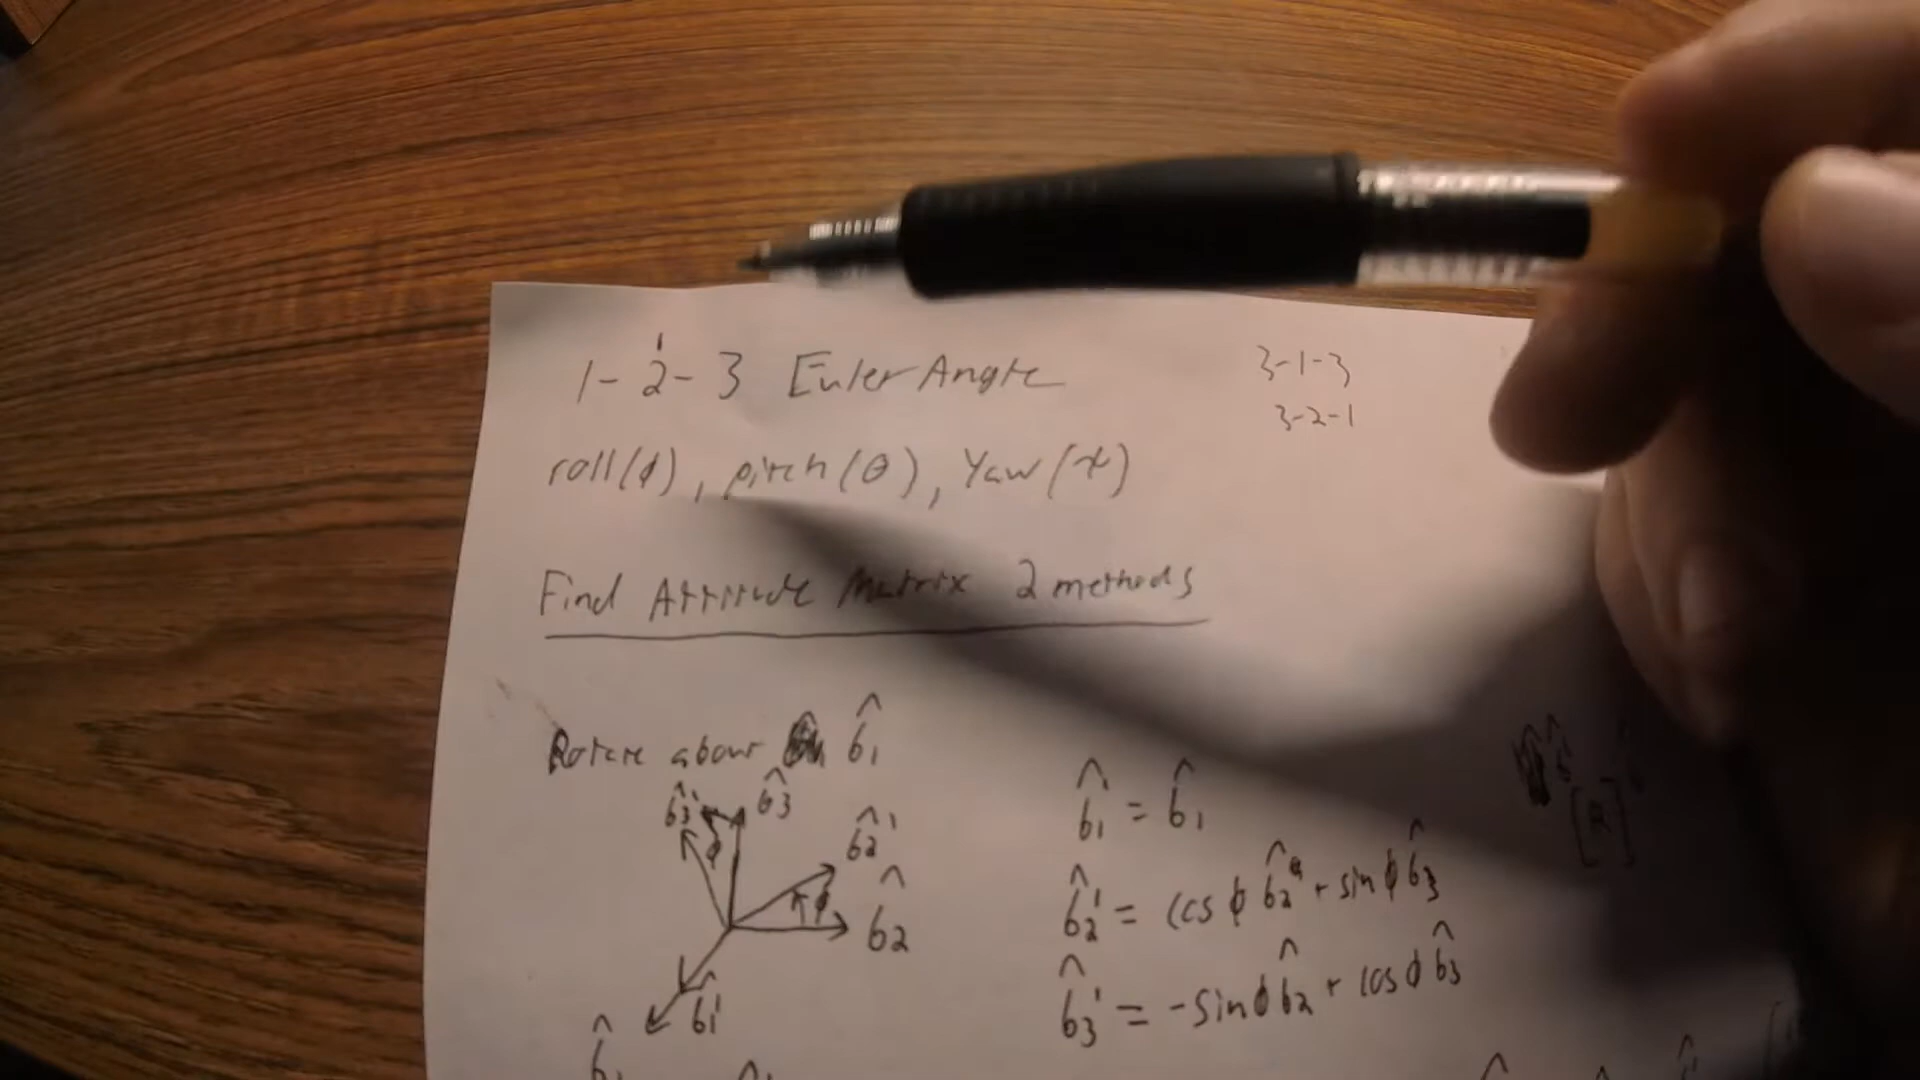 1-2-3 Euler Angle
3-1-3
3-2-1
roll(ϕ), pitch(θ), Yaw(ψ)
Find Attitude Matrix 2 methods
Rotate about b̂₁
b̂₃' b̂₃
ϕ
b̂₂'
ϕ
b̂₂
b̂₁'
b̂₁
b̂₁' = b̂₁
b̂₂' = cos ϕ b̂₂ + sin ϕ b̂₃
b̂₃' = -sin ϕ b̂₂ + cos ϕ b̂₃
[R]